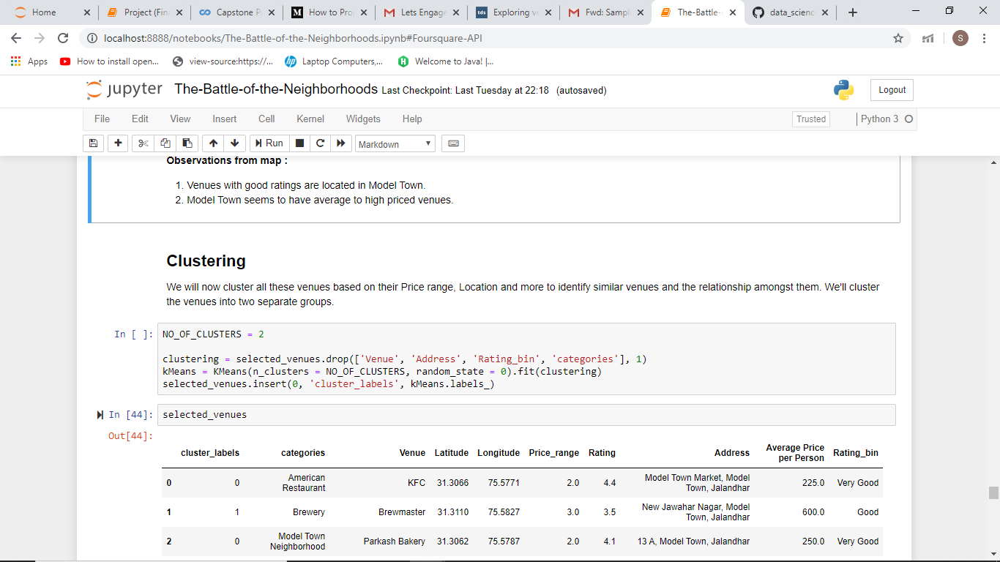 Home
Project (Fin
Capstone P
How to Pro
Lets Engage
Exploring v
Fwd: Sampl
The-Battle-
data_scienc
localhost:8888/notebooks/The-Battle-of-the-Neighborhoods.ipynb#Foursquare-API
S
Apps
How to install open...
view-source:https://...
Laptop Computers,...
Welcome to Java! |...
jupyter The-Battle-of-the-Neighborhoods Last Checkpoint: Last Tuesday at 22:18 (autosaved)
Logout
File Edit View Insert Cell Kernel Widgets Help
Trusted
Python 3
Run
Markdown
Observations from map :
1. Venues with good ratings are located in Model Town.
2. Model Town seems to have average to high priced venues.
Clustering
We will now cluster all these venues based on their Price range, Location and more to identify similar venues and the relationship amongst them. We'll cluster
the venues into two separate groups.
In [ ]: NO_OF_CLUSTERS = 2
clustering = selected_venues.drop(['Venue', 'Address', 'Rating_bin', 'categories'], 1)
kMeans = KMeans(n_clusters = NO_OF_CLUSTERS, random_state = 0).fit(clustering)
selected_venues.insert(0, 'cluster_labels', kMeans.labels_)
In [44]: selected_venues
Out[44]:
cluster_labels categories Venue Latitude Longitude Price_range Rating Address Average Price per Person Rating_bin
0 0 American Restaurant KFC 31.3066 75.5771 2.0 4.4 Model Town Market, Model Town, Jalandhar 225.0 Very Good
1 1 Brewery Brewmaster 31.3110 75.5827 3.0 3.5 New Jawahar Nagar, Model Town, Jalandhar 600.0 Good
2 0 Model Town Neighborhood Parkash Bakery 31.3062 75.5787 2.0 4.1 13 A, Model Town, Jalandhar 250.0 Very Good